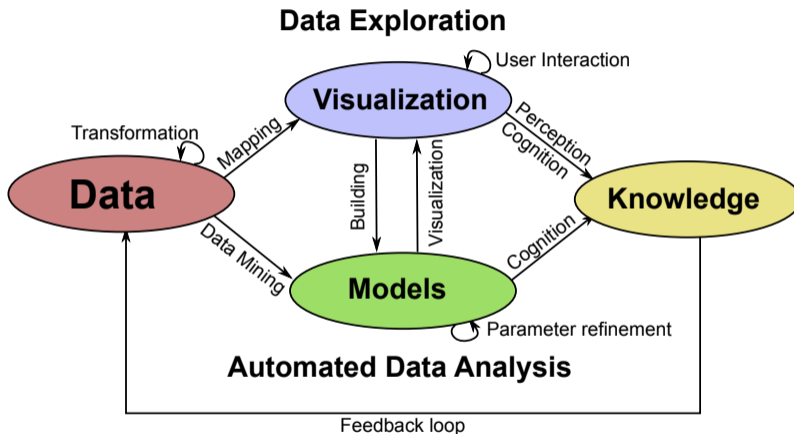 Data Exploration
User Interaction
Visualization
Transformation
Mapping
Perception
Cognition
Data
Building
Visualization
Knowledge
Data Mining
Cognition
Models
Parameter refinement
Automated Data Analysis
Feedback loop